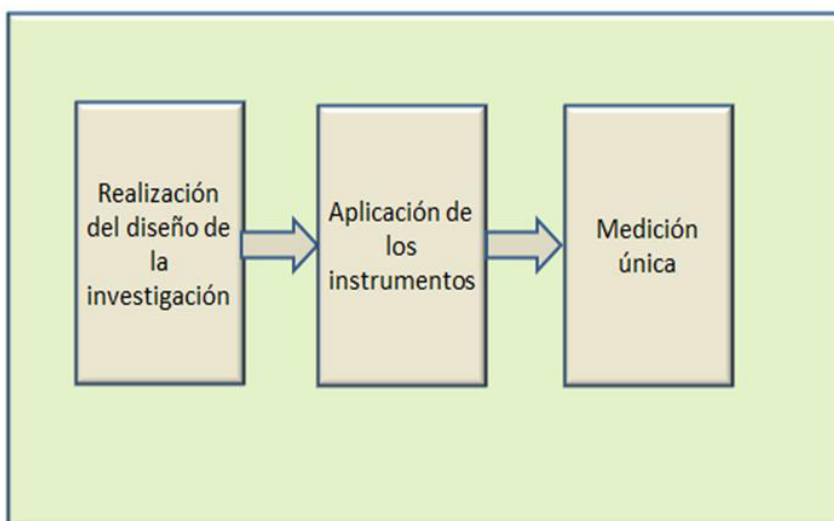 Realización
del diseño de
la
investigación
Aplicación de
los
instrumentos
Medición
única